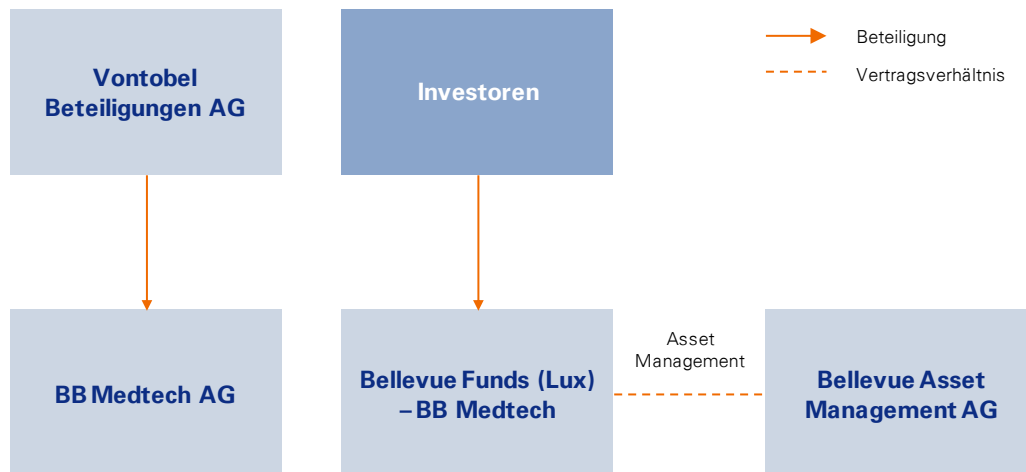 Vontobel
Beteiligungen AG
Investoren
Beteiligung
Vertragsverhältnis
BB Medtech AG
Bellevue Funds (Lux)
– BB Medtech
Asset
Management
Bellevue Asset
Management AG